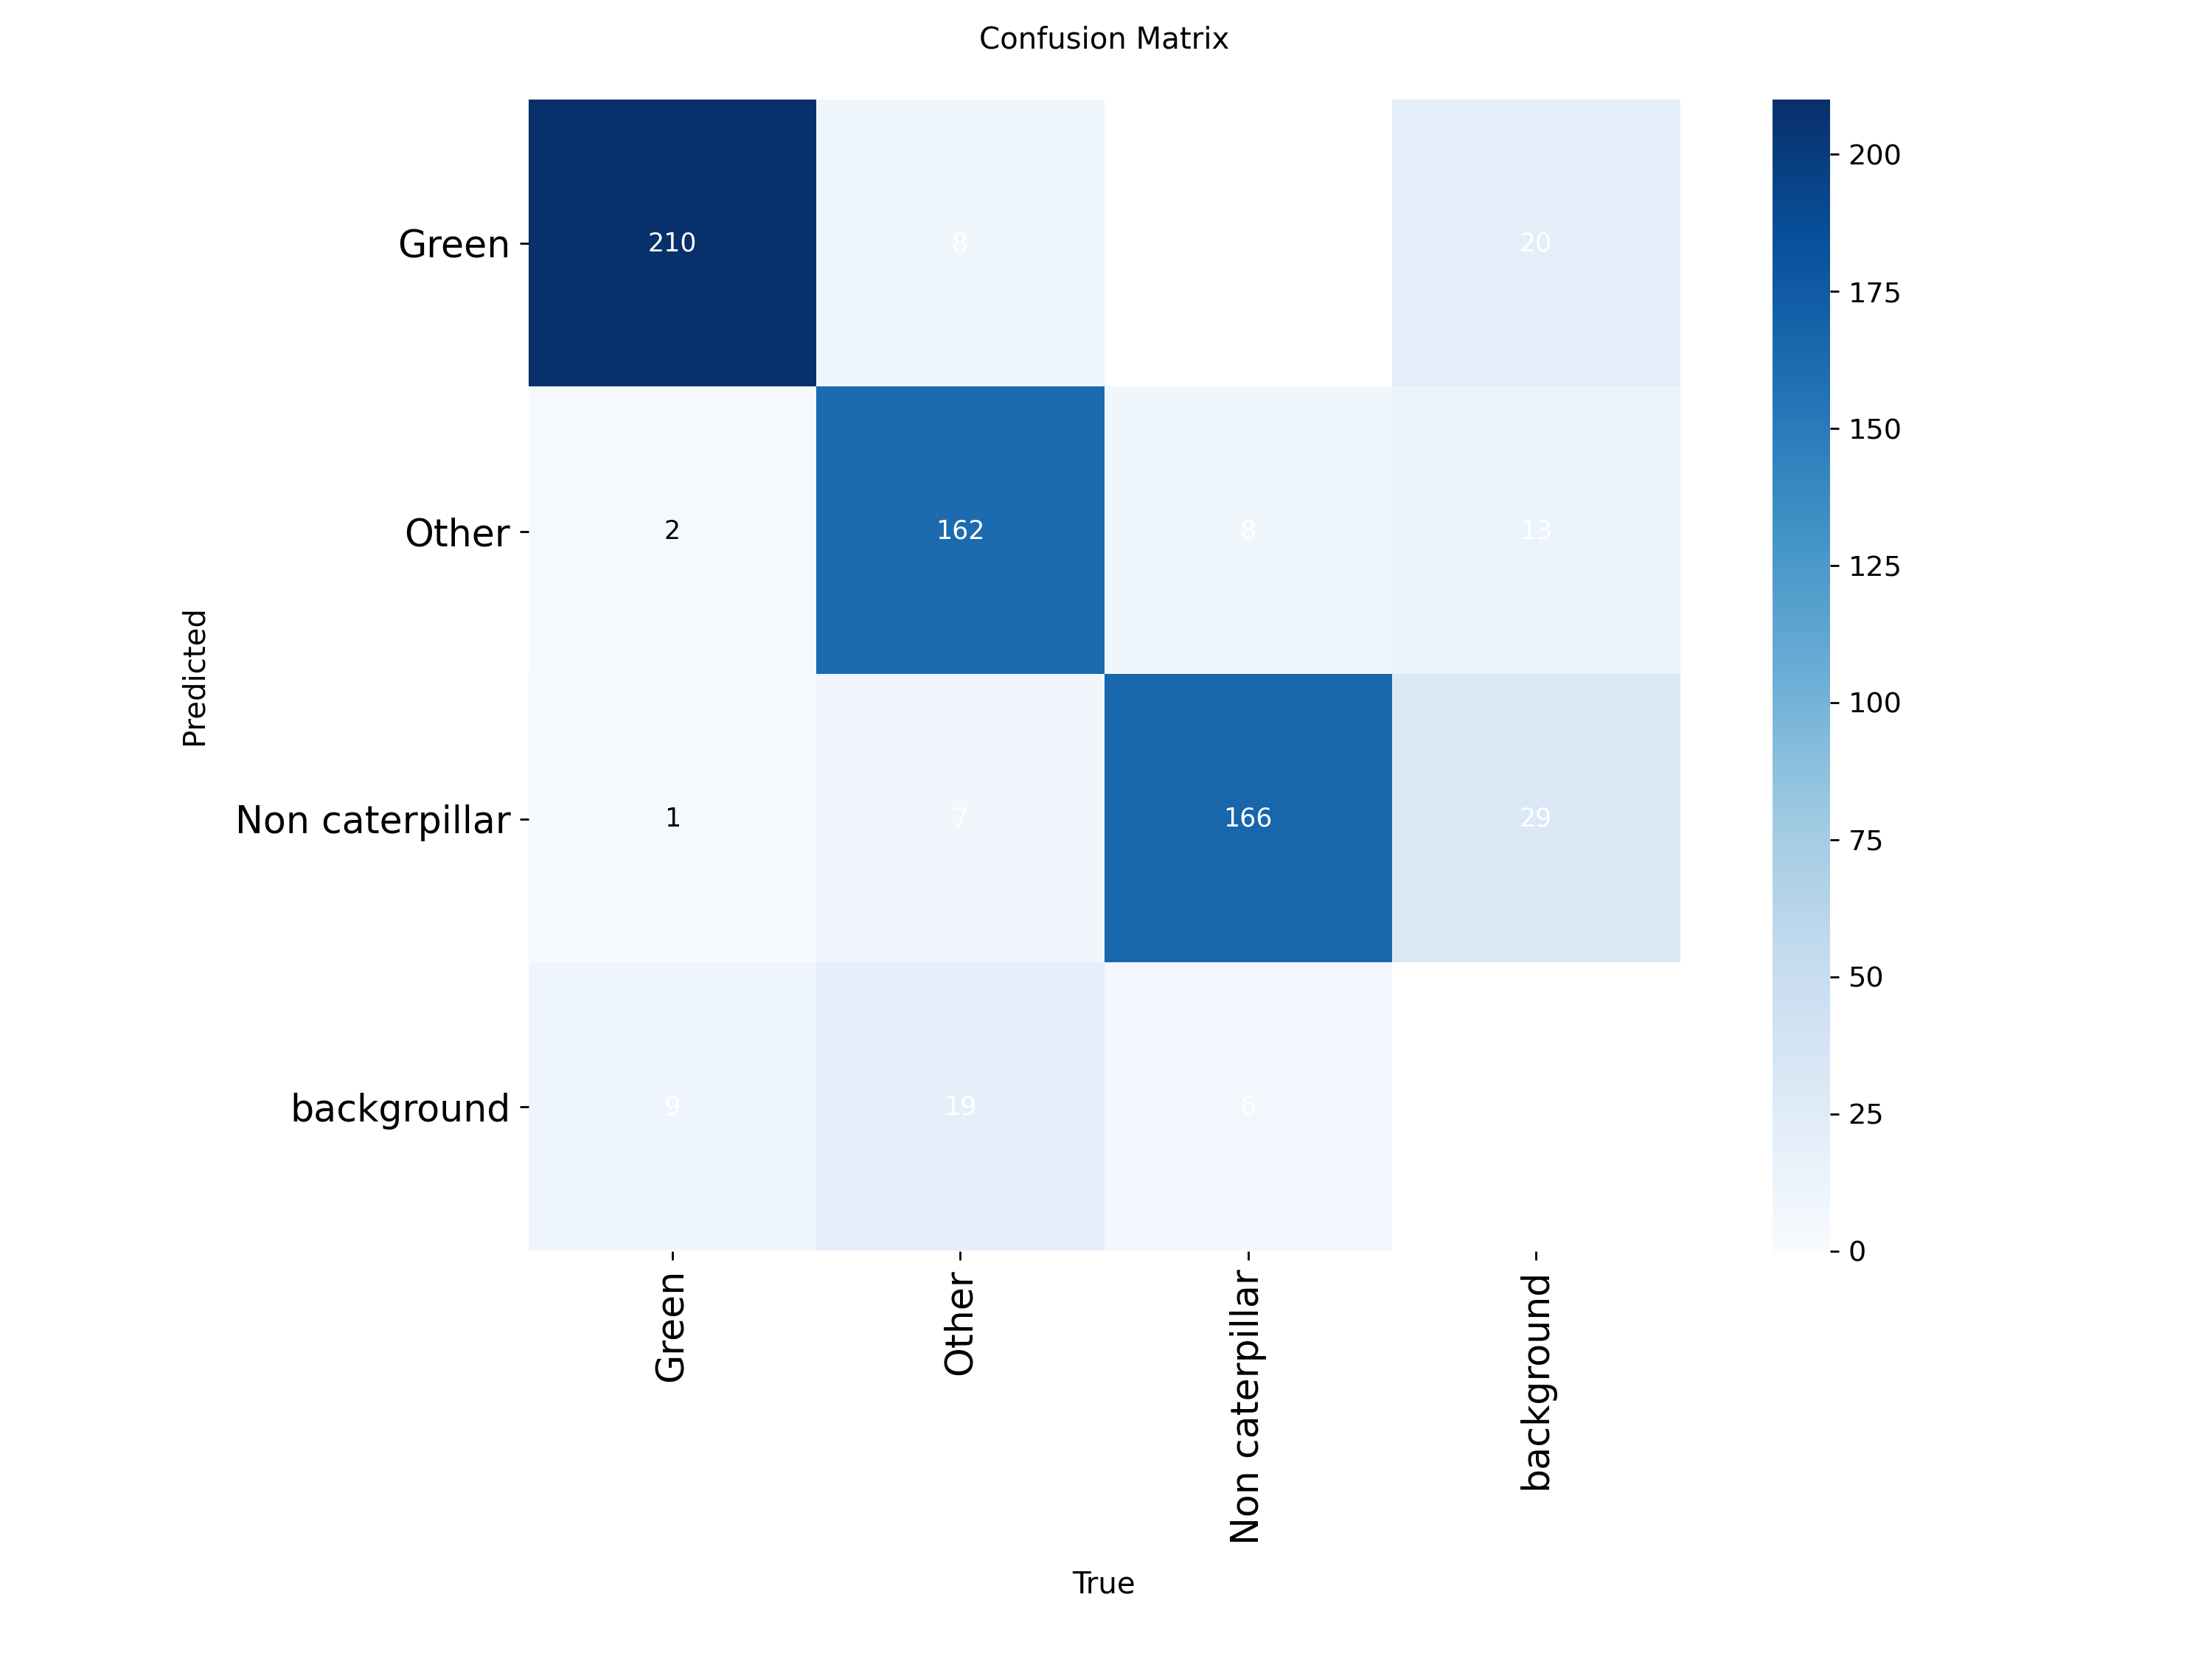 Confusion Matrix
Green
210
8
20
200
175
Other
2
162
8
13
150
125
Predicted
100
Non caterpillar
1
7
166
29
75
50
background
9
19
6
25
0
Green
Other
Non caterpillar
background
True